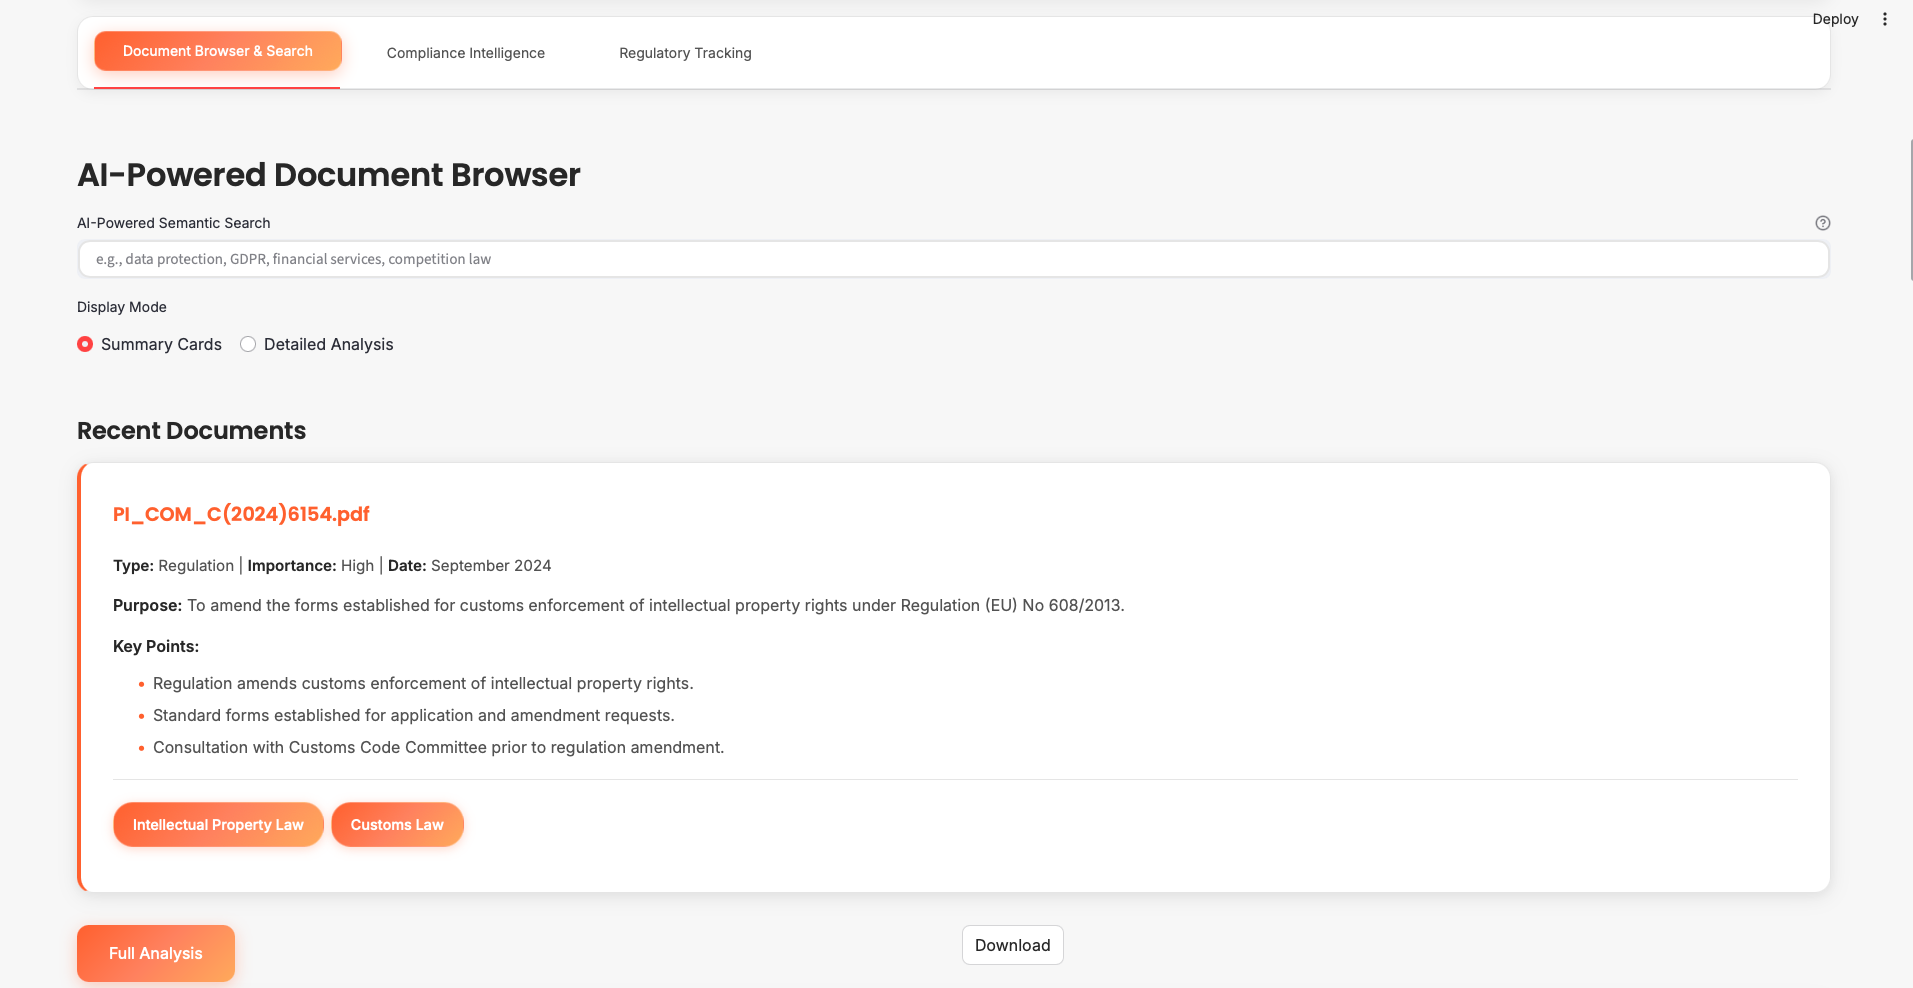 Deploy
Document Browser & Search
Compliance Intelligence
Regulatory Tracking
AI-Powered Document Browser
AI-Powered Semantic Search
e.g., data protection, GDPR, financial services, competition law
Display Mode
Summary Cards
Detailed Analysis
Recent Documents
PI_COM_C(2024)6154.pdf
Type: Regulation | Importance: High | Date: September 2024
Purpose: To amend the forms established for customs enforcement of intellectual property rights under Regulation (EU) No 608/2013.
Key Points:
Regulation amends customs enforcement of intellectual property rights.
Standard forms established for application and amendment requests.
Consultation with Customs Code Committee prior to regulation amendment.
Intellectual Property Law
Customs Law
Full Analysis
Download